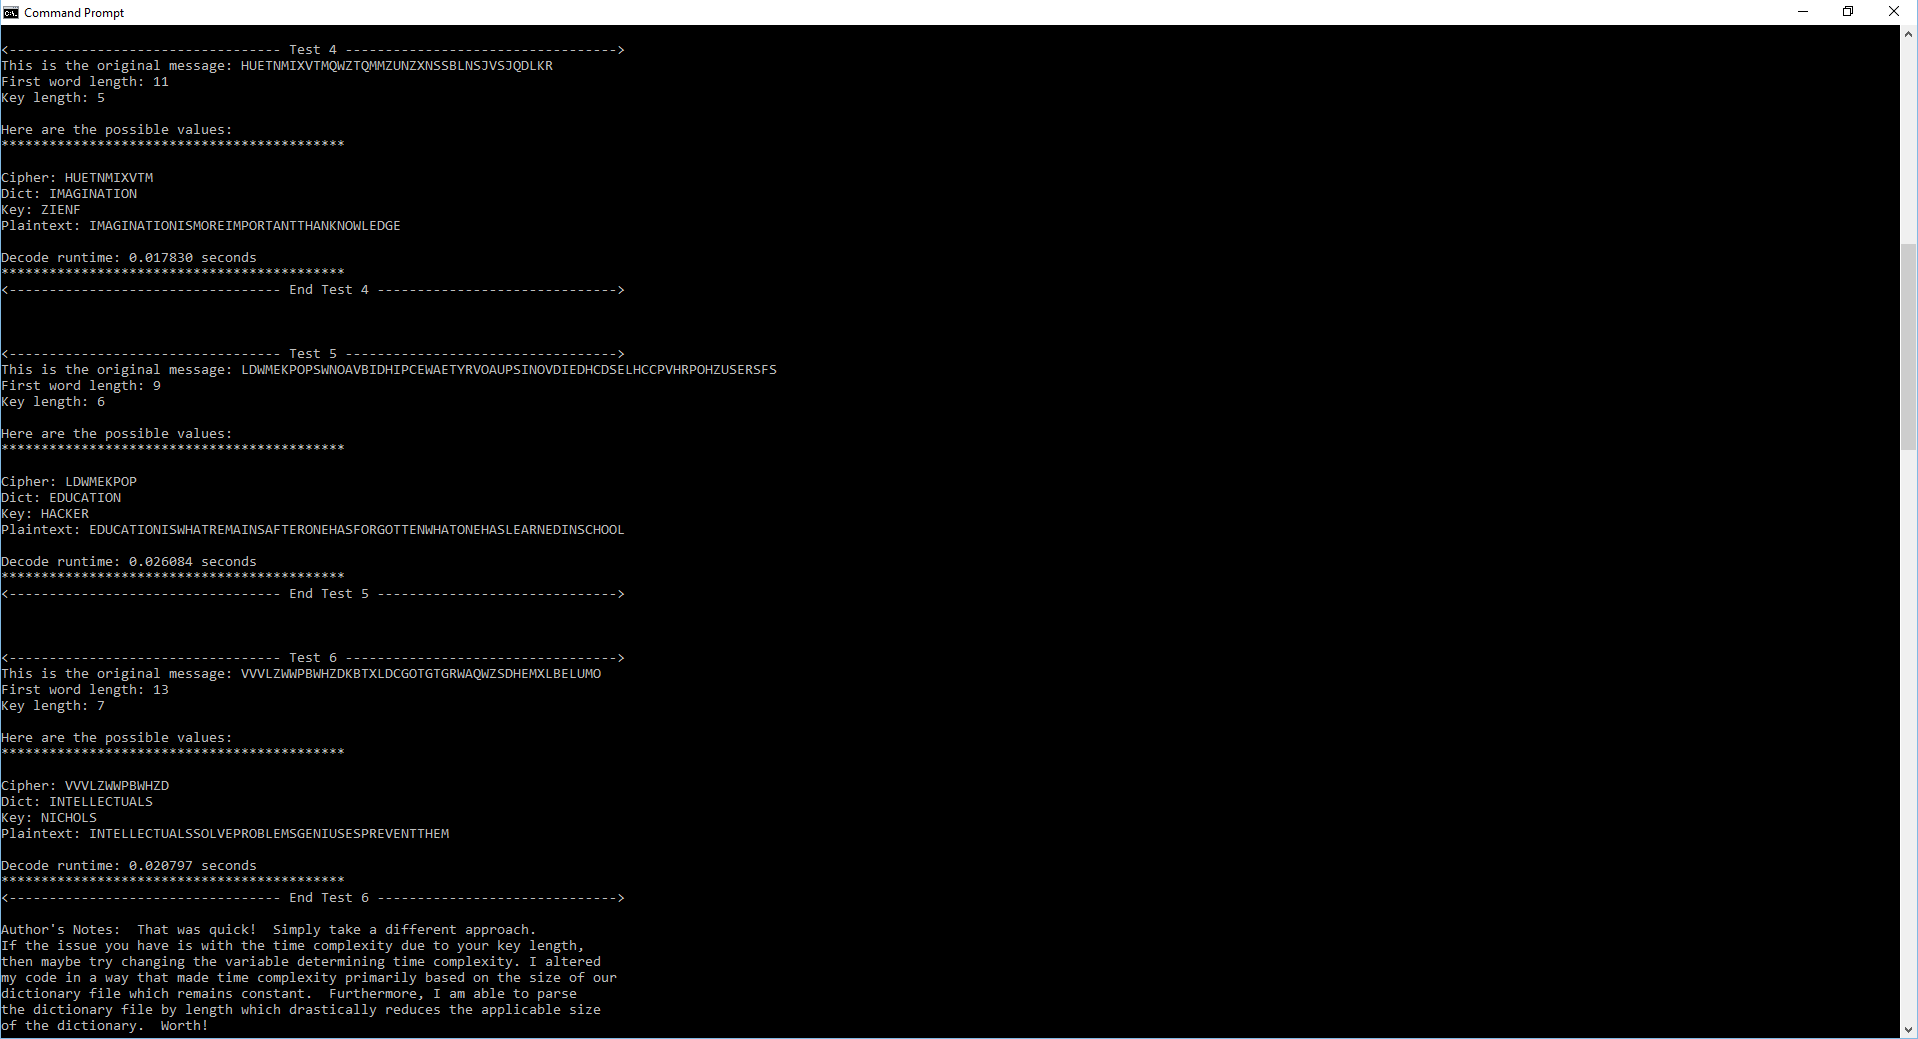 Command Prompt
<---------------------------------- Test 4 ---------------------------------->
This is the original message: HUETNMIXVTMQWZTQMMZUNZXNSSBLNSJVSJQDLKR
First word length: 11
Key length: 5
Here are the possible values:
*******************************************
Cipher: HUETNMIXVTM
Dict: IMAGINATION
Key: ZIENF
Plaintext: IMAGINATIONISMOREIMPORTANTTHANKNOWLEDGE
Decode runtime: 0.017830 seconds
*******************************************
<---------------------------------- End Test 4 ------------------------------>
<---------------------------------- Test 5 ---------------------------------->
This is the original message: LDWMEKPOPSWNOAVBIDHIPCEWAETYRVOAUPSINOVDIEDHCDSELHCCPVHRPOHZUSERSFS
First word length: 9
Key length: 6
Here are the possible values:
*******************************************
Cipher: LDWMEKPOP
Dict: EDUCATION
Key: HACKER
Plaintext: EDUCATIONISWHATREMAINSAFTERONEHASFORGOTTENWHATONEHASLEARNEDINSCHOOL
Decode runtime: 0.026084 seconds
*******************************************
<---------------------------------- End Test 5 ------------------------------>
<---------------------------------- Test 6 ---------------------------------->
This is the original message: VVVLZWWPBWHZDKBTXLDCGOTGTGRWAQWZSDHEMXLBELUMO
First word length: 13
Key length: 7
Here are the possible values:
*******************************************
Cipher: VVVLZWWPBWHZD
Dict: INTELLECTUALS
Key: NICHOLS
Plaintext: INTELLECTUALSSOLVEPROBLEMSGENIUSESPREVENTTHEM
Decode runtime: 0.020797 seconds
*******************************************
<---------------------------------- End Test 6 ------------------------------>
Author's Notes:  That was quick!  Simply take a different approach.
If the issue you have is with the time complexity due to your key length,
then maybe try changing the variable determining time complexity. I altered
my code in a way that made time complexity primarily based on the size of our
dictionary file which remains constant.  Furthermore, I am able to parse
the dictionary file by length which drastically reduces the applicable size
of the dictionary.  Worth!